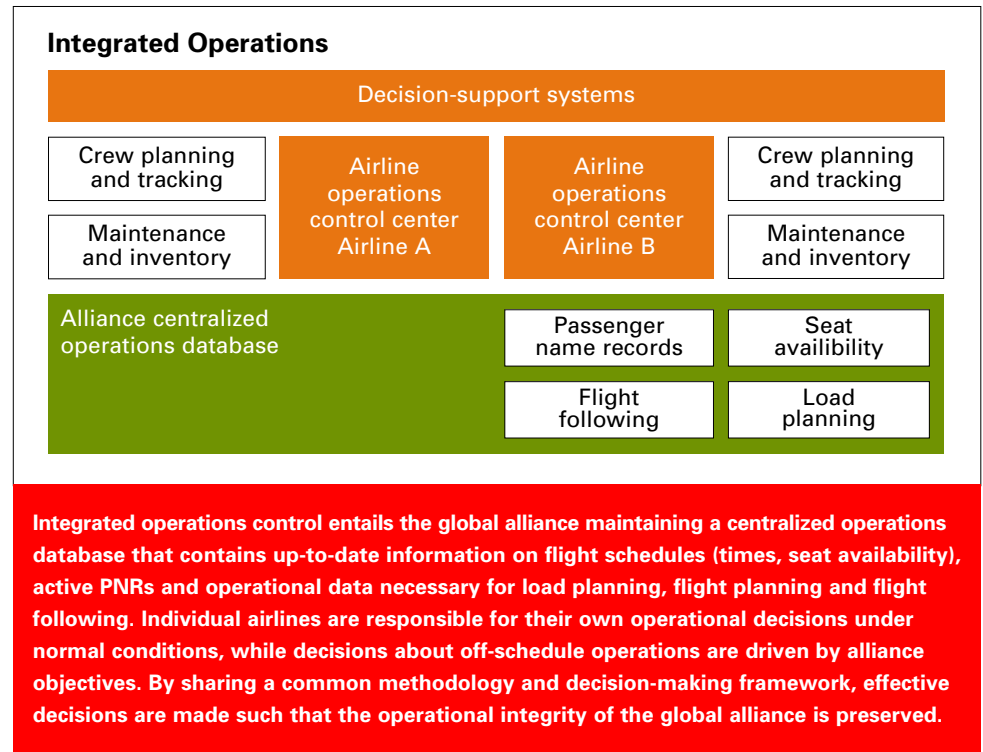 Integrated Operations
Decision-support systems
Crew planning
and tracking
Maintenance
and inventory
Airline
operations
control center
Airline A
Airline
operations
control center
Airline B
Crew planning
and tracking
Maintenance
and inventory
Alliance centralized
operations database
Passenger
name records
Seat
availibility
Flight
following
Load
planning
Integrated operations control entails the global alliance maintaining a centralized operations
database that contains up-to-date information on flight schedules (times, seat availability),
active PNRs and operational data necessary for load planning, flight planning and flight
following. Individual airlines are responsible for their own operational decisions under
normal conditions, while decisions about off-schedule operations are driven by alliance
objectives. By sharing a common methodology and decision-making framework, effective
decisions are made such that the operational integrity of the global alliance is preserved.